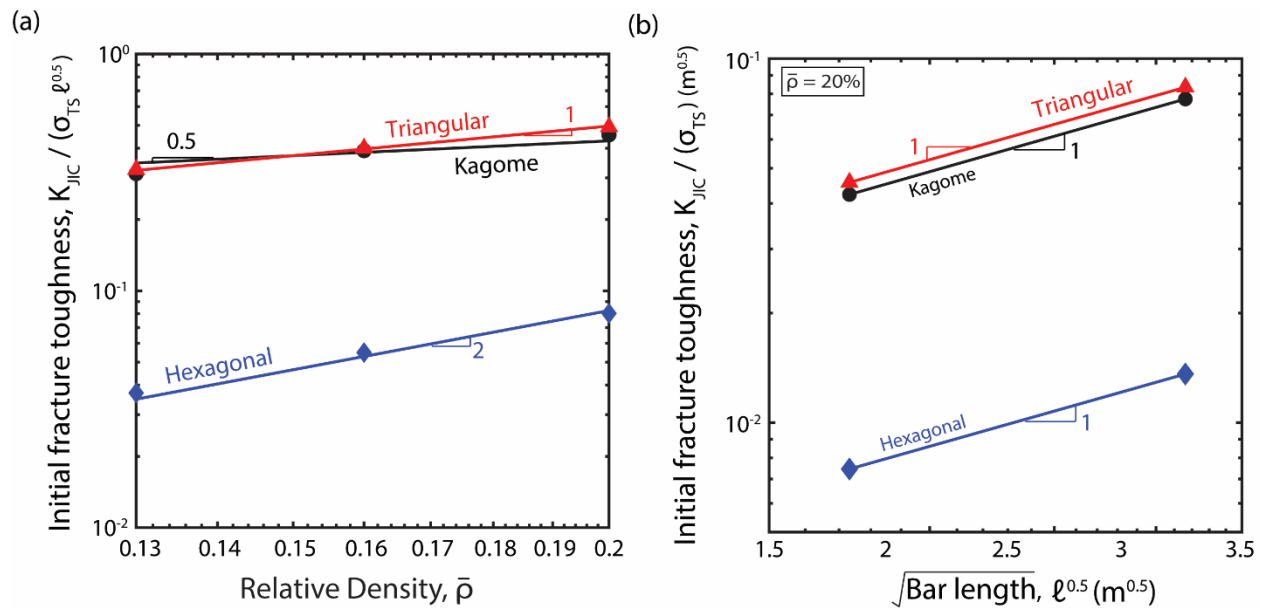 (a)
Initial fracture toughness, K_JIC / (σ_TS ℓ^0.5)
10^0
10^-1
10^-2
0.5
Triangular
1
Kagome
Hexagonal
2
0.13 0.14 0.15 0.16 0.17 0.18 0.19 0.2
Relative Density, ρ̄
(b)
Initial fracture toughness, K_JIC / (σ_TS) (m^0.5)
10^-1
10^-2
ρ̄ = 20%
Triangular
1
Kagome
1
Hexagonal
1
1.5 2 2.5 3 3.5
√Bar length, ℓ^0.5 (m^0.5)